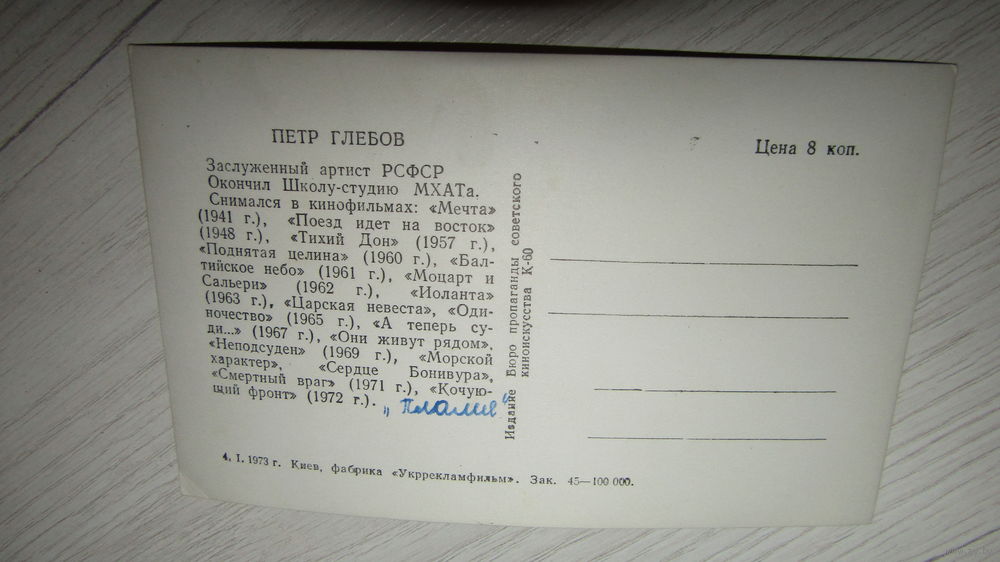 ПЕТР ГЛЕБОВ
Заслуженный артист РСФСР
Окончил Школу-студию МХАТа.
Снимался в кинофильмах: «Мечта»
(1941 г.), «Поезд идет на восток»
(1948 г.), «Тихий Дон» (1957 г.),
«Поднятая целина» (1960 г.), «Бал-
тийское небо» (1961 г.), «Моцарт и
Сальери» (1962 г.), «Иоланта»
(1963 г.), «Царская невеста», «Оди-
ночество» (1965 г.), «А теперь су-
ди...» (1967 г.), «Они живут рядом»,
«Неподсуден» (1969 г.), «Морской
характер», «Сердце Бонивура»,
«Смертный враг» (1971 г.), «Кочую-
щий фронт» (1972 г.).
„Пламя“
4. I. 1973 г. Киев, фабрика «Укррекламфильм». Зак. 45—100 000.
Издание Бюро пропаганды советского
киноискусства К-60
Цена 8 коп.